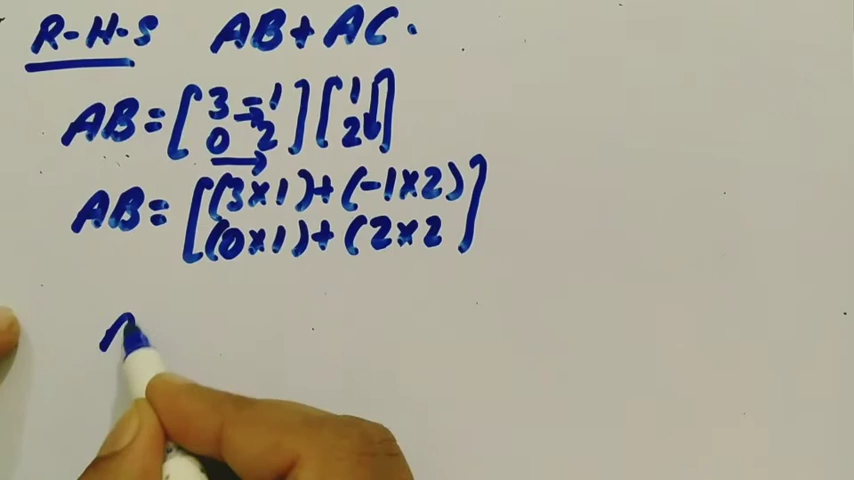 R-H-S AB + AC.
AB = [3 -1 0 2] [1 2]
AB = [(3×1) + (-1×2)
(0×1) + (2×2]